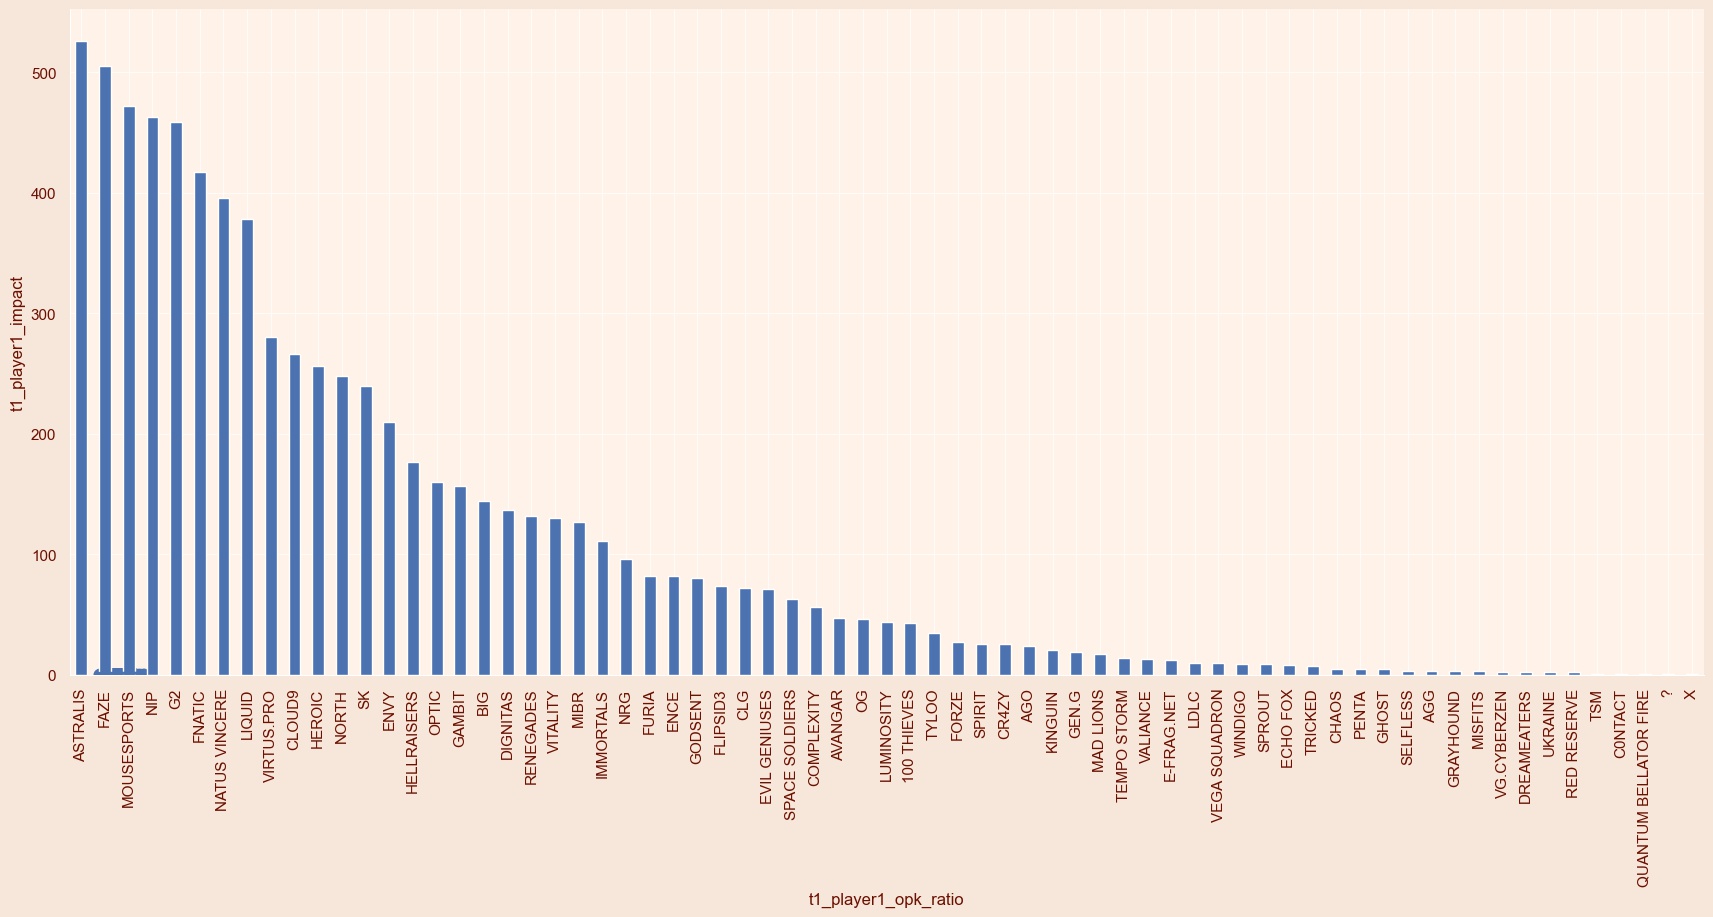 500
400
300
200
100
0
t1_player1_impact
ASTRALIS
FAZE
MOUSESPORTS
NIP
G2
FNATIC
NATUS VINCERE
LIQUID
VIRTUS.PRO
CLOUD9
HEROIC
NORTH
SK
ENVY
HELLRAISERS
OPTIC
GAMBIT
BIG
DIGNITAS
RENEGADES
VITALITY
MIBR
IMMORTALS
NRG
FURIA
ENCE
GODSENT
FLIPSID3
CLG
EVIL GENIUSES
SPACE SOLDIERS
COMPLEXITY
AVANGAR
OG
LUMINOSITY
100 THIEVES
TYLOO
FORZE
SPIRIT
CR4ZY
AGO
KINGUIN
GEN.G
MAD LIONS
TEMPO STORM
VALIANCE
E-FRAG.NET
LDLC
VEGA SQUADRON
WINDIGO
SPROUT
ECHO FOX
TRICKED
CHAOS
PENTA
GHOST
SELFLESS
AGG
GRAYHOUND
MISFITS
VG.CYBERZEN
DREAMEATERS
UKRAINE
RED RESERVE
TSM
C0NTACT
QUANTUM BELLATOR FIRE
?
X
t1_player1_opk_ratio